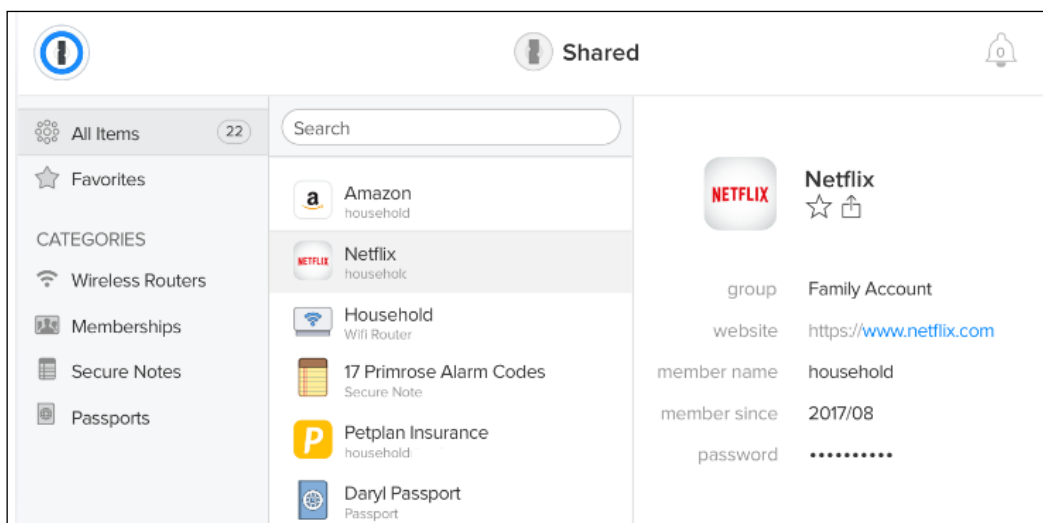 Shared
0
All Items 22
Favorites
CATEGORIES
Wireless Routers
Memberships
Secure Notes
Passports
Search
a
Amazon
household
NETFLIX
Netflix
household
Household
Wifi Router
17 Primrose Alarm Codes
Secure Note
P
Petplan Insurance
household
Daryl Passport
Passport
NETFLIX
Netflix
group Family Account
website https://www.netflix.com
member name household
member since 2017/08
password ••••••••••